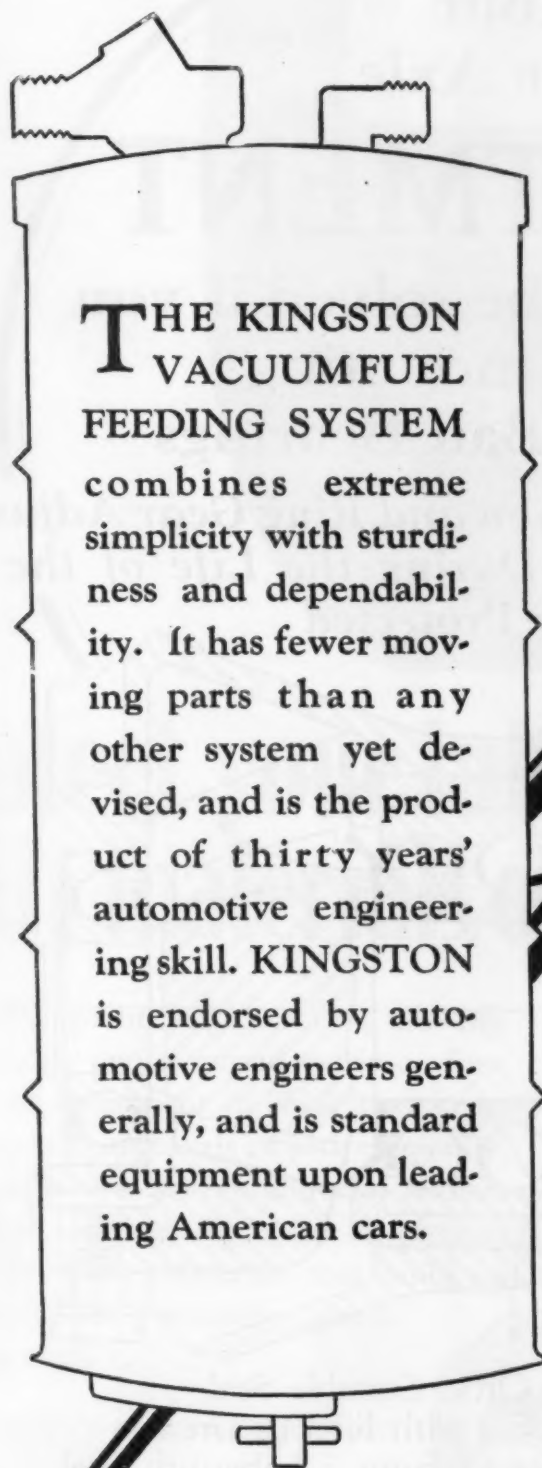 THE KINGSTON
VACUUM FUEL
FEEDING SYSTEM
combines extreme
simplicity with sturdi-
ness and dependabil-
ity. It has fewer mov-
ing parts than any
other system yet de-
vised, and is the prod-
uct of thirty years'
automotive engineer-
ing skill. KINGSTON
is endorsed by auto-
motive engineers gen-
erally, and is standard
equipment upon lead-
ing American cars.